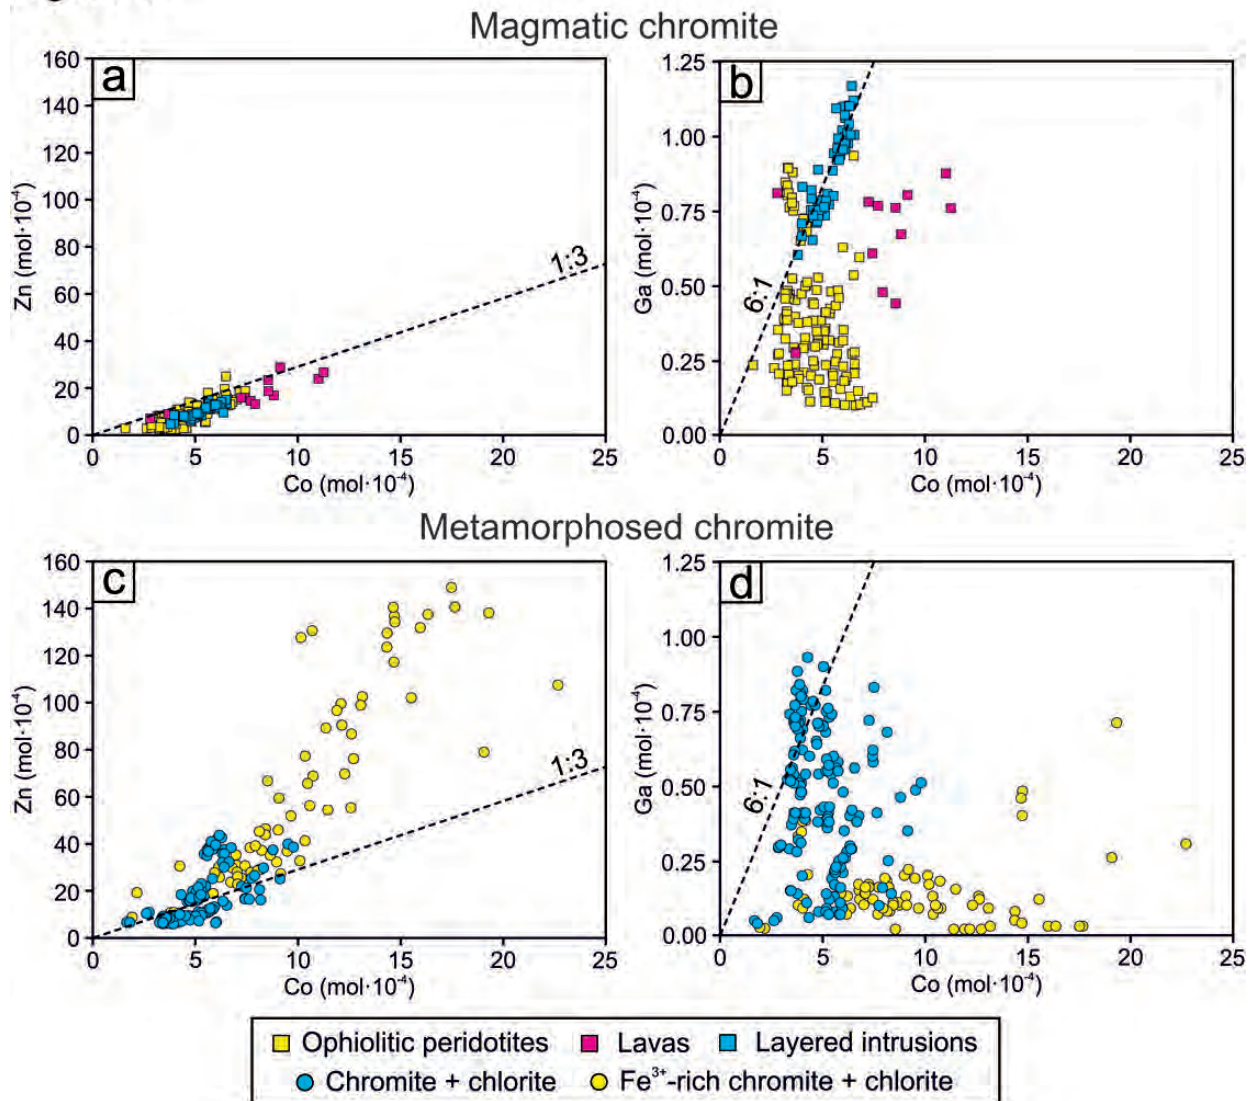 Magmatic chromite
a
160
140
120
100
80
60
40
20
0
Zn (mol·10⁻⁴)
1:3
0 5 10 15 20 25
Co (mol·10⁻⁴)
b
1.25
1.00
0.75
0.50
0.25
0.00
Ga (mol·10⁻⁴)
6:1
0 5 10 15 20 25
Co (mol·10⁻⁴)
Metamorphosed chromite
c
160
140
120
100
80
60
40
20
0
Zn (mol·10⁻⁴)
1:3
0 5 10 15 20 25
Co (mol·10⁻⁴)
d
1.25
1.00
0.75
0.50
0.25
0.00
Ga (mol·10⁻⁴)
6:1
0 5 10 15 20 25
Co (mol·10⁻⁴)
Ophiolitic peridotites Lavas Layered intrusions
Chromite + chlorite Fe³⁺-rich chromite + chlorite